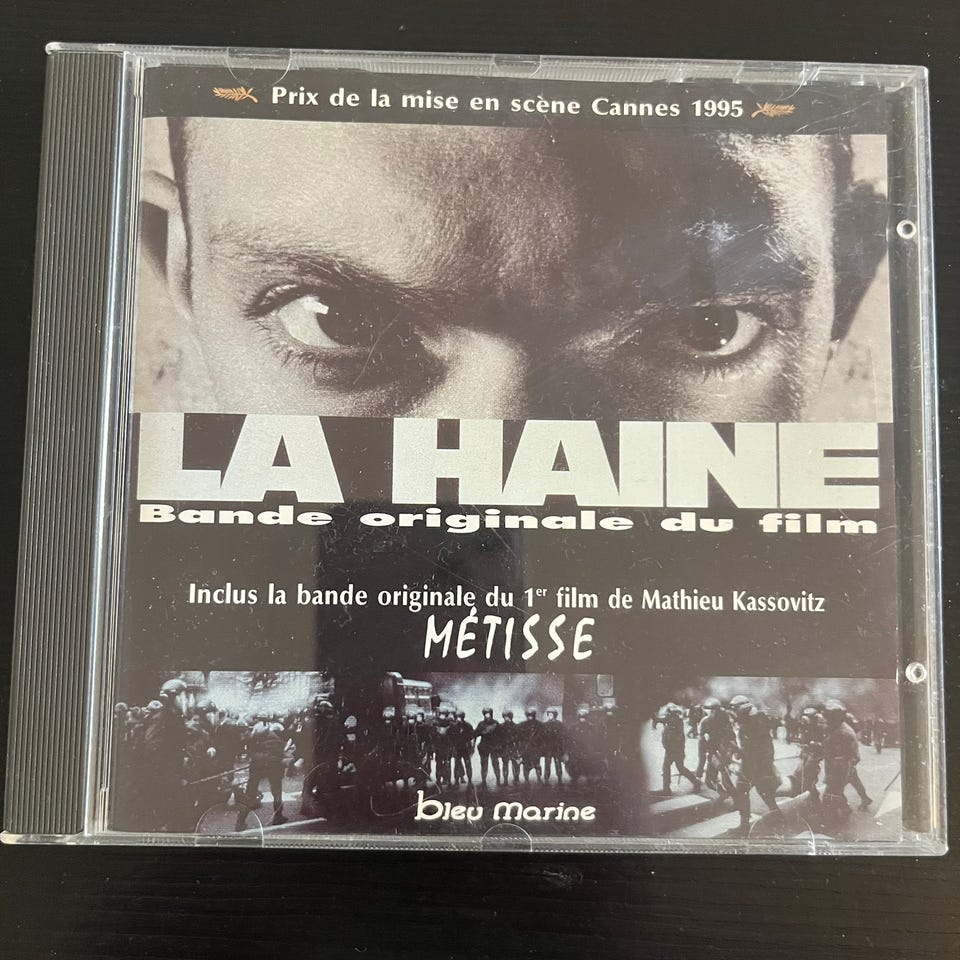 Prix de la mise en scène Cannes 1995
LA HAINE
Bande originale du film
Inclus la bande originale du 1er film de Mathieu Kassovitz
MÉTISSE
bleu marine